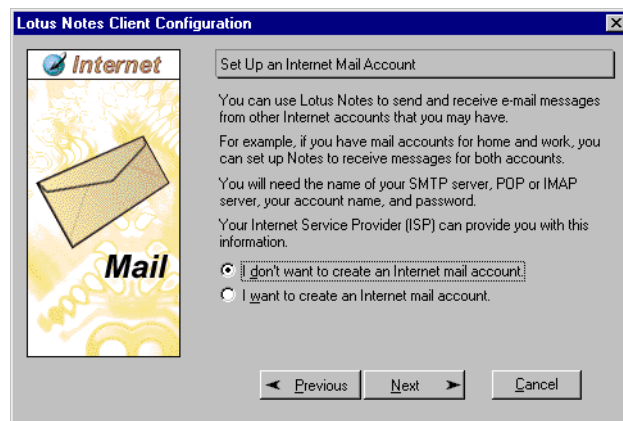 Lotus Notes Client Configuration
Internet
Set Up an Internet Mail Account
You can use Lotus Notes to send and receive e-mail messages
from other Internet accounts that you may have.
For example, if you have mail accounts for home and work, you
can set up Notes to receive messages for both accounts.
You will need the name of your SMTP server, POP or IMAP
server, your account name, and password.
Your Internet Service Provider (ISP) can provide you with this
information.
Mail
I don't want to create an Internet mail account.
I want to create an Internet mail account.
Previous Next Cancel